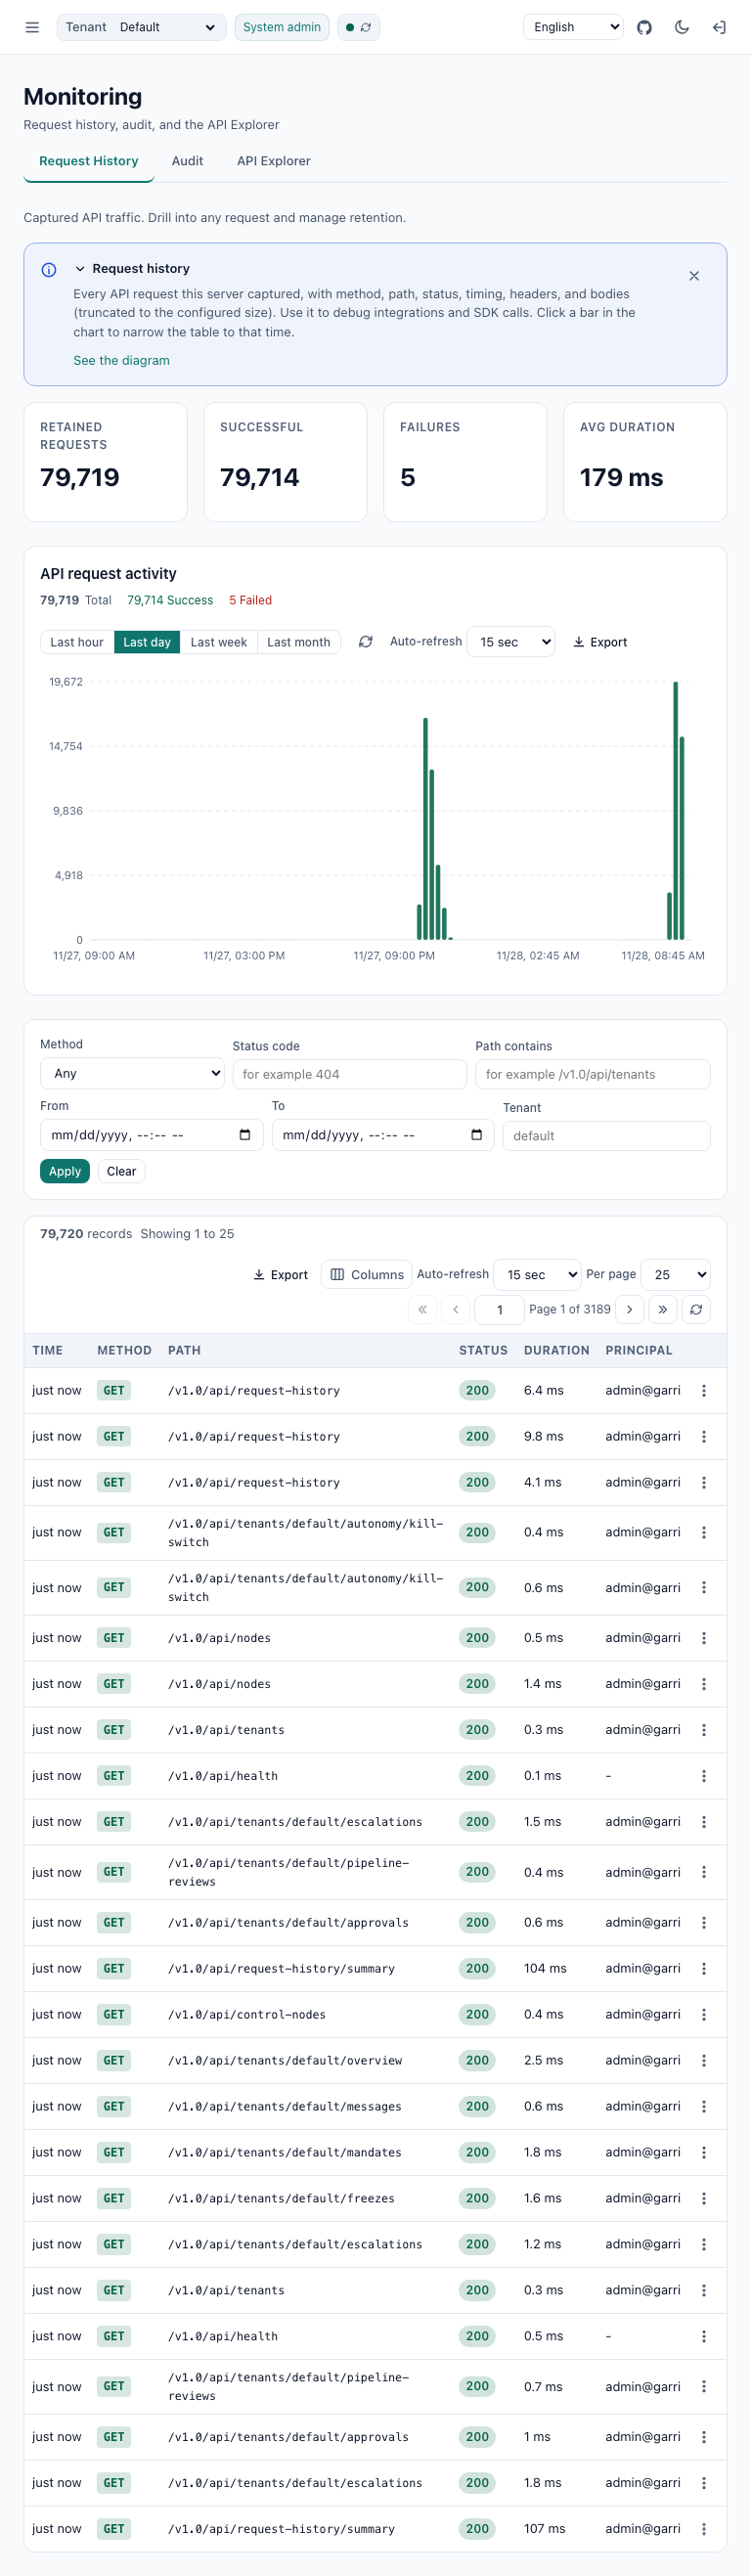 Tenant Default System admin English
Monitoring
Request history, audit, and the API Explorer
Request History Audit API Explorer
Captured API traffic. Drill into any request and manage retention.
Request history
Every API request this server captured, with method, path, status, timing, headers, and bodies
(truncated to the configured size). Use it to debug integrations and SDK calls. Click a bar in the
chart to narrow the table to that time.
See the diagram
RETAINED REQUESTS
79,719
SUCCESSFUL
79,714
FAILURES
5
AVG DURATION
179 ms
API request activity
79,719 Total 79,714 Success 5 Failed
Last hour Last day Last week Last month Auto-refresh 15 sec Export
19,672
14,754
9,836
4,918
0
11/27, 09:00 AM 11/27, 03:00 PM 11/27, 09:00 PM 11/28, 02:45 AM 11/28, 08:45 AM
Method Status code Path contains
Any for example 404 for example /v1.0/api/tenants
From To Tenant
mm/dd/yyyy, --:-- -- mm/dd/yyyy, --:-- -- default
Apply Clear
79,720 records Showing 1 to 25
Export Columns Auto-refresh 15 sec Per page 25
« ‹ 1 Page 1 of 3189 › »
TIME METHOD PATH STATUS DURATION PRINCIPAL
just now GET /v1.0/api/request-history 200 6.4 ms admin@garri
just now GET /v1.0/api/request-history 200 9.8 ms admin@garri
just now GET /v1.0/api/request-history 200 4.1 ms admin@garri
just now GET /v1.0/api/tenants/default/autonomy/kill-switch 200 0.4 ms admin@garri
just now GET /v1.0/api/tenants/default/autonomy/kill-switch 200 0.6 ms admin@garri
just now GET /v1.0/api/nodes 200 0.5 ms admin@garri
just now GET /v1.0/api/nodes 200 1.4 ms admin@garri
just now GET /v1.0/api/tenants 200 0.3 ms admin@garri
just now GET /v1.0/api/health 200 0.1 ms -
just now GET /v1.0/api/tenants/default/escalations 200 1.5 ms admin@garri
just now GET /v1.0/api/tenants/default/pipeline-reviews 200 0.4 ms admin@garri
just now GET /v1.0/api/tenants/default/approvals 200 0.6 ms admin@garri
just now GET /v1.0/api/request-history/summary 200 104 ms admin@garri
just now GET /v1.0/api/control-nodes 200 0.4 ms admin@garri
just now GET /v1.0/api/tenants/default/overview 200 2.5 ms admin@garri
just now GET /v1.0/api/tenants/default/messages 200 0.6 ms admin@garri
just now GET /v1.0/api/tenants/default/mandates 200 1.8 ms admin@garri
just now GET /v1.0/api/tenants/default/freezes 200 1.6 ms admin@garri
just now GET /v1.0/api/tenants/default/escalations 200 1.2 ms admin@garri
just now GET /v1.0/api/tenants 200 0.3 ms admin@garri
just now GET /v1.0/api/health 200 0.5 ms -
just now GET /v1.0/api/tenants/default/pipeline-reviews 200 0.7 ms admin@garri
just now GET /v1.0/api/tenants/default/approvals 200 1 ms admin@garri
just now GET /v1.0/api/tenants/default/escalations 200 1.8 ms admin@garri
just now GET /v1.0/api/request-history/summary 200 107 ms admin@garri